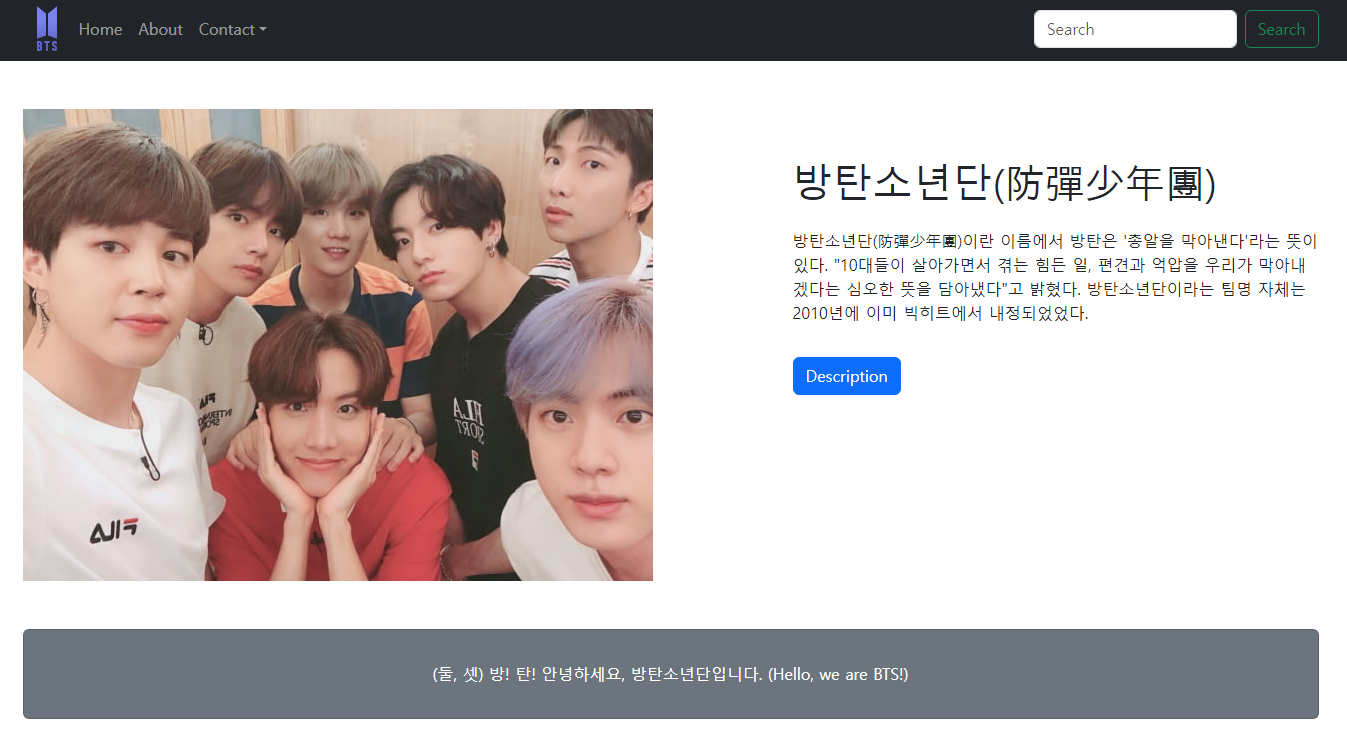 BTS
Home About Contact
Search Search
방탄소년단(防彈少年團)
방탄소년단(防彈少年團)이란 이름에서 방탄은 '총알을 막아낸다'라는 뜻이
있다. "10대들이 살아가면서 겪는 힘든 일, 편견과 억압을 우리가 막아내
겠다는 심오한 뜻을 담아냈다"고 밝혔다. 방탄소년단이라는 팀명 자체는
2010년에 이미 빅히트에서 내정되었었다.
Description
FILA
INTERNATIONAL
SPORT
FILA
SPORT
(둘, 셋) 방! 탄! 안녕하세요, 방탄소년단입니다. (Hello, we are BTS!)